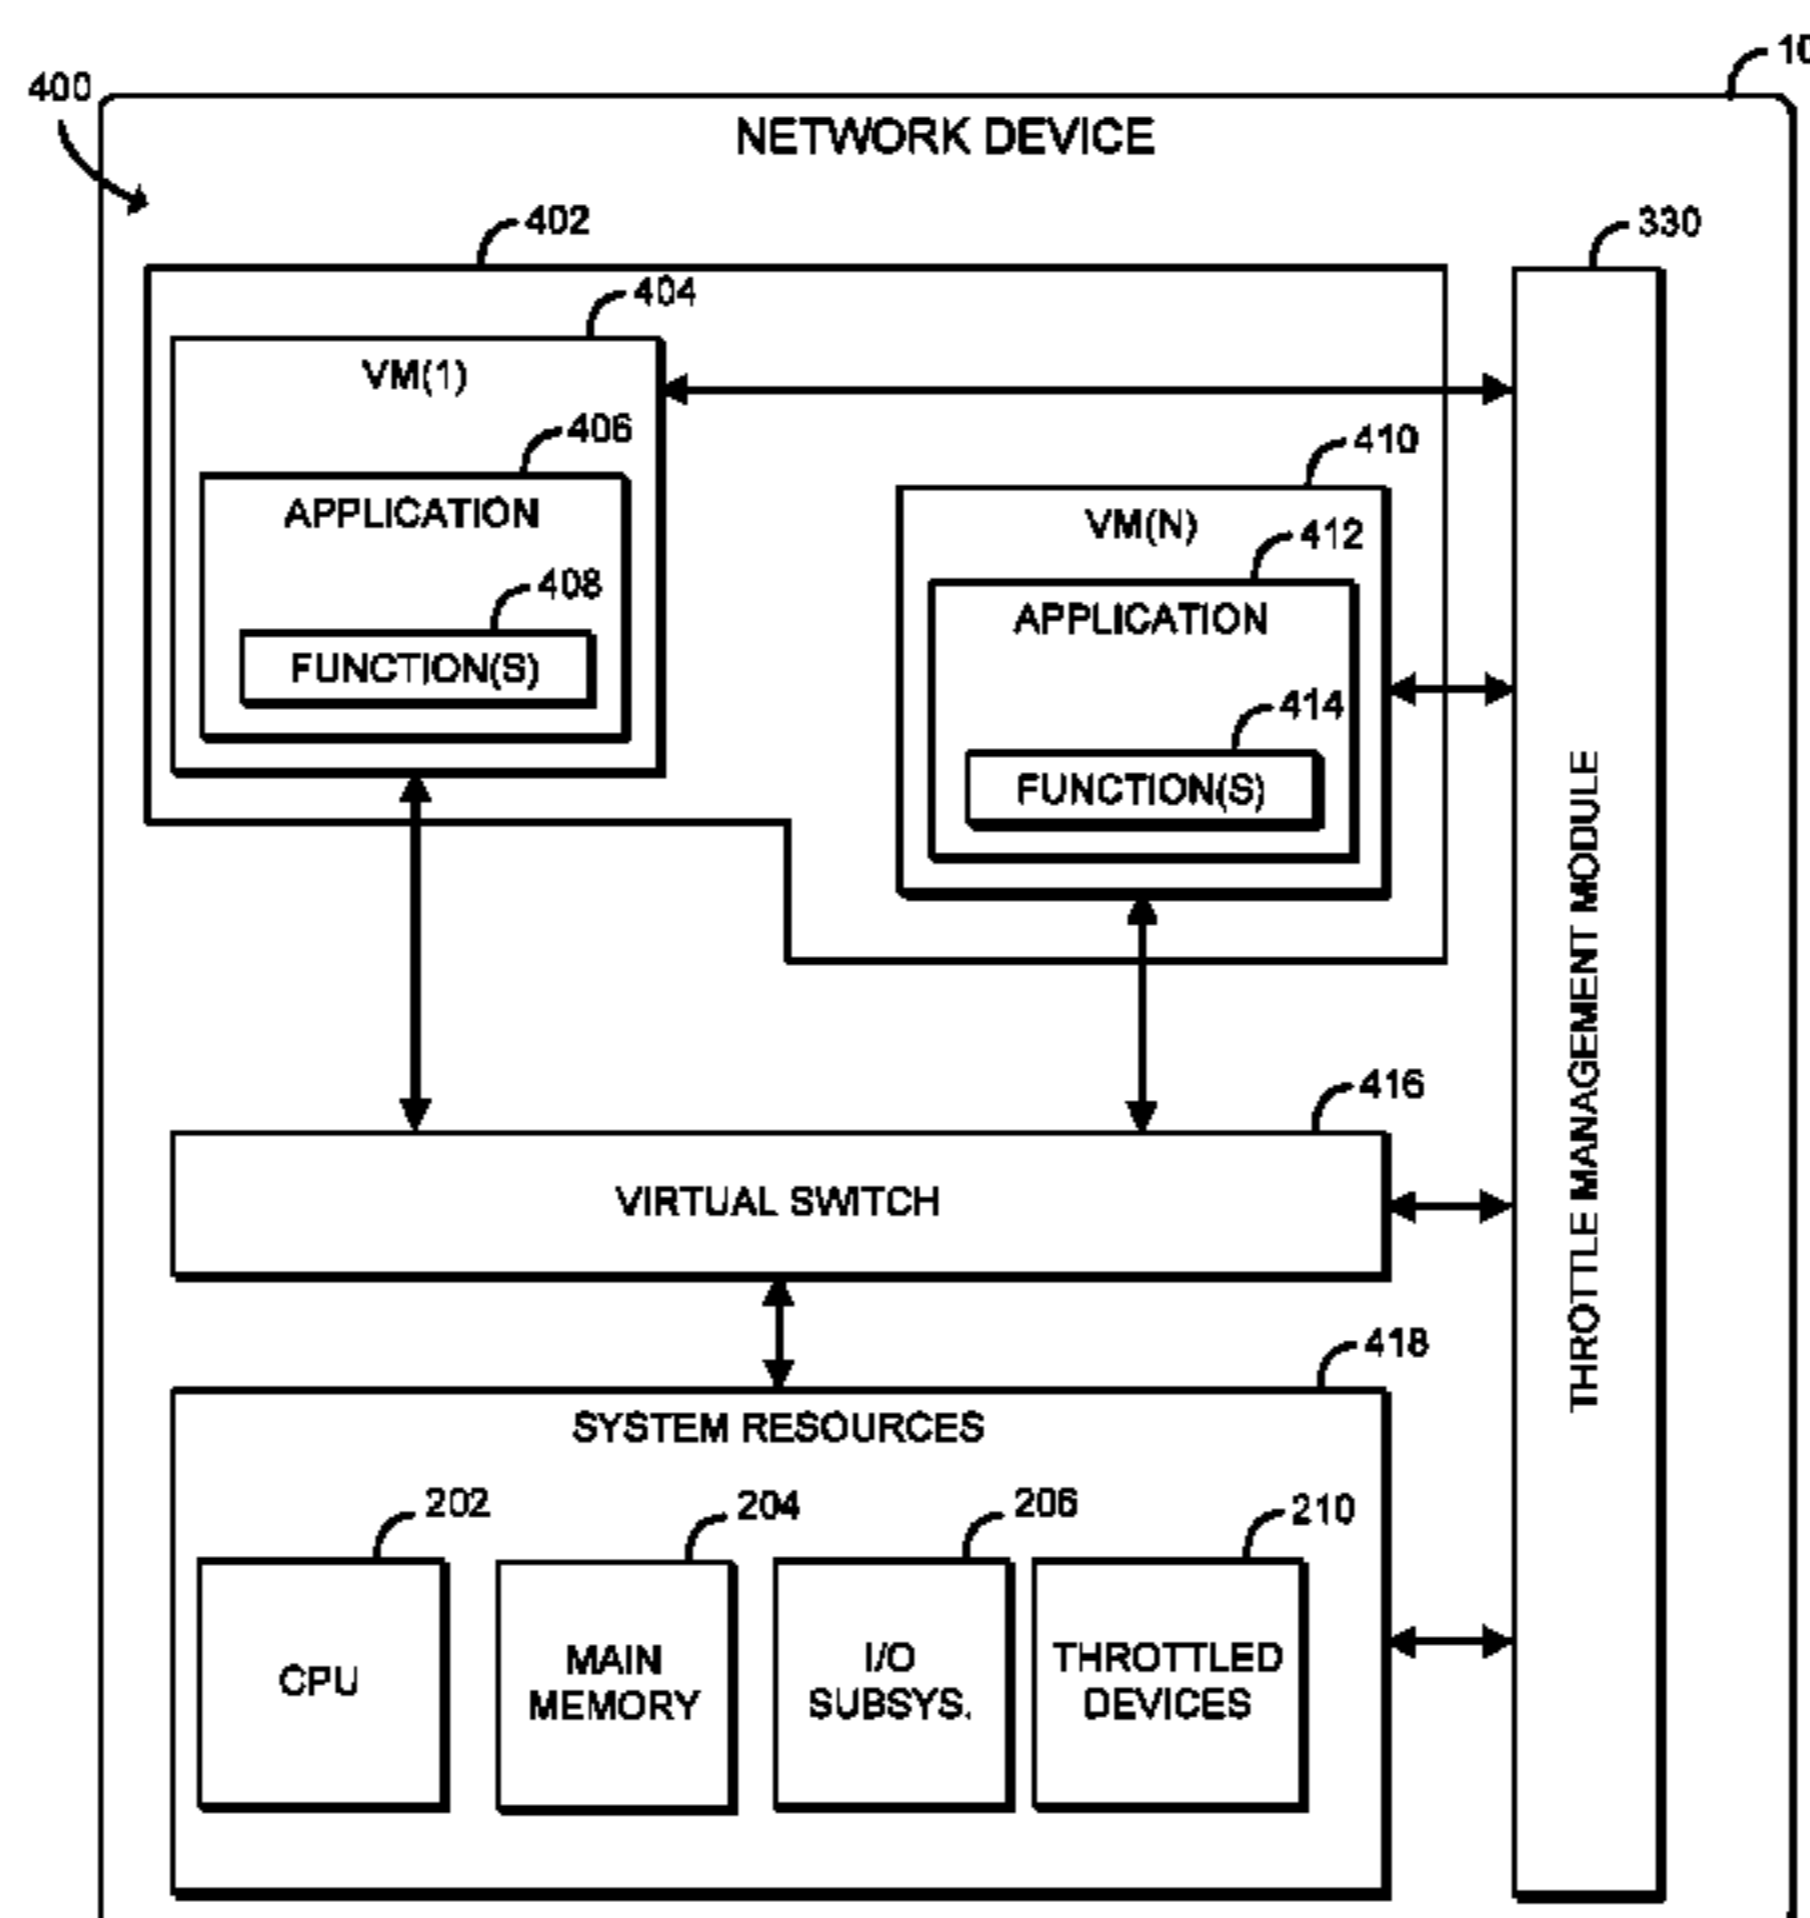 400
NETWORK DEVICE
402
330
404
VM(1)
406
410
APPLICATION
VM(N)
412
408
APPLICATION
FUNCTION(S)
414
FUNCTION(S)
THROTTLE MANAGEMENT MODULE
416
VIRTUAL SWITCH
418
SYSTEM RESOURCES
202
204
206
210
CPU
MAIN
MEMORY
I/O
SUBSYS.
THROTTLED
DEVICES